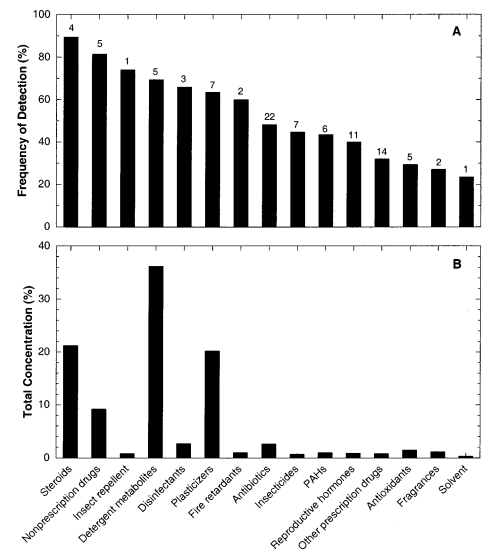 A
Frequency of Detection (%)
100
80
60
40
20
0
4
5
1
5
3
7
2
22
7
6
11
14
5
2
1
B
Total Concentration (%)
40
30
20
10
0
Steroids
Nonprescription drugs
Insect repellent
Detergent metabolites
Disinfectants
Plasticizers
Fire retardants
Antibiotics
Insecticides
PAHs
Reproductive hormones
Other prescription drugs
Antioxidants
Fragrances
Solvent